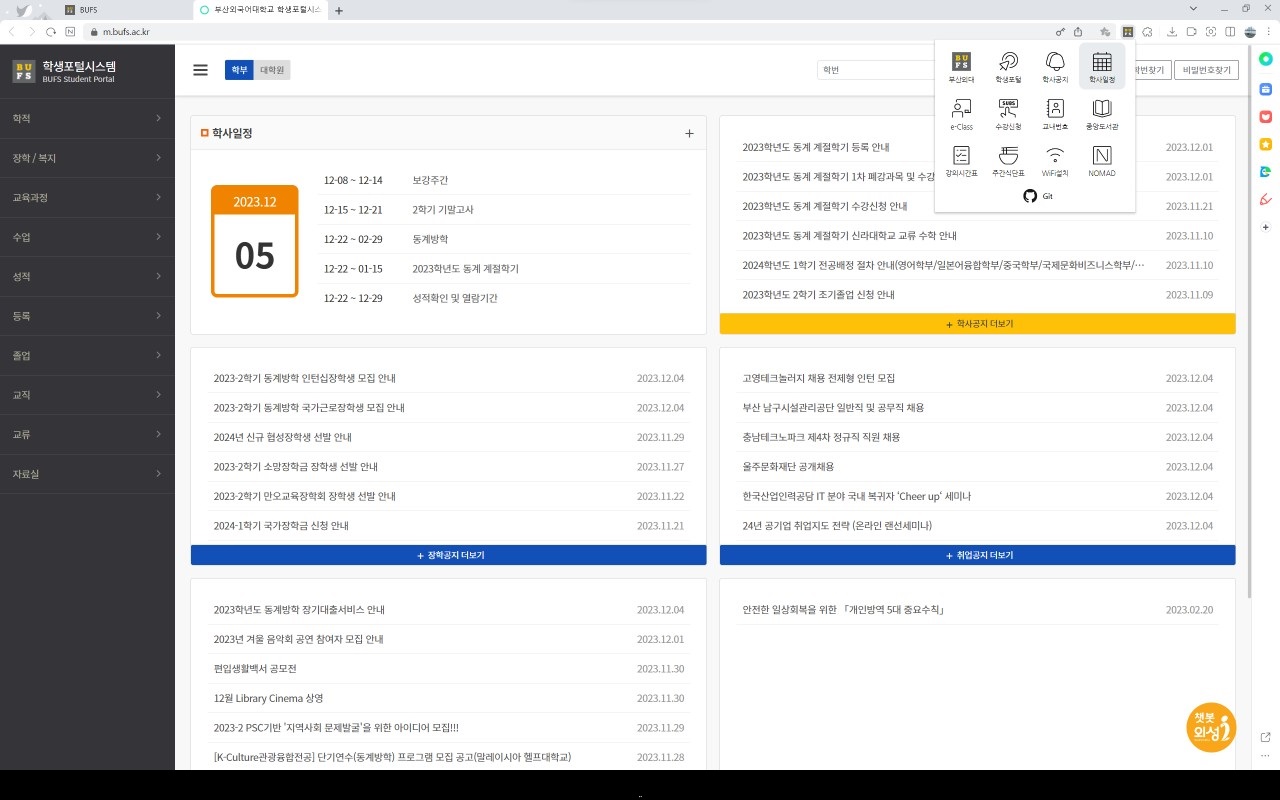 BUFS
부산외국어대학교 학생포털시스
m.bufs.ac.kr
BUFS
학생포털시스템
BUFS Student Portal
학부
대학원
학번
학번찾기
비밀번호찾기
BUFS
부산외대
학생포털
학사공지
학사일정
e-Class
SUBS
수강신청
교내번호
중앙도서관
강의시간표
주간식단표
WiFi설치
NOMAD
Git
학적
장학 / 복지
교육과정
수업
성적
등록
졸업
교직
교류
자료실
학사일정
2023.12
05
12-08 ~ 12-14 보강주간
12-15 ~ 12-21 2학기 기말고사
12-22 ~ 02-29 동계방학
12-22 ~ 01-15 2023학년도 동계 계절학기
12-22 ~ 12-29 성적확인 및 열람기간
2023학년도 동계 계절학기 등록 안내 2023.12.01
2023학년도 동계 계절학기 1차 폐강과목 및 수강 2023.12.01
2023학년도 동계 계절학기 수강신청 안내 2023.11.21
2023학년도 동계 계절학기 신라대학교 교류 수학 안내 2023.11.10
2024학년도 1학기 전공배정 절차 안내(영어학부/일본어융합학부/중국학부/국제문화비즈니스학부/··· 2023.11.10
2023학년도 2학기 조기졸업 신청 안내 2023.11.09
+ 학사공지 더보기
2023-2학기 동계방학 인턴십장학생 모집 안내 2023.12.04
2023-2학기 동계방학 국가근로장학생 모집 안내 2023.12.04
2024년 신규 협성장학생 선발 안내 2023.11.29
2023-2학기 소망장학금 장학생 선발 안내 2023.11.27
2023-2학기 만오교육장학회 장학생 선발 안내 2023.11.22
2024-1학기 국가장학금 신청 안내 2023.11.21
+ 장학공지 더보기
고영테크놀러지 채용 전제형 인턴 모집 2023.12.04
부산 남구시설관리공단 일반직 및 공무직 채용 2023.12.04
충남테크노파크 제4차 정규직 직원 채용 2023.12.04
울주문화재단 공개채용 2023.12.04
한국산업인력공담 IT 분야 국내 복귀자 ‘Cheer up‘ 세미나 2023.12.04
24년 공기업 취업지도 전략 (온라인 랜선세미나) 2023.12.04
+ 취업공지 더보기
2023학년도 동계방학 장기대출서비스 안내 2023.12.04
2023년 겨울 음악회 공연 참여자 모집 안내 2023.12.01
편입생활백서 공모전 2023.11.30
12월 Library Cinema 상영 2023.11.30
2023-2 PSC기반 '지역사회 문제발굴'을 위한 아이디어 모집!!! 2023.11.29
[K-Culture관광융합전공] 단기연수(동계방학) 프로그램 모집 공고(말레이시아 헬프대학교) 2023.11.28
안전한 일상회복을 위한 「개인방역 5대 중요수칙」 2023.02.20
챗봇
외성i